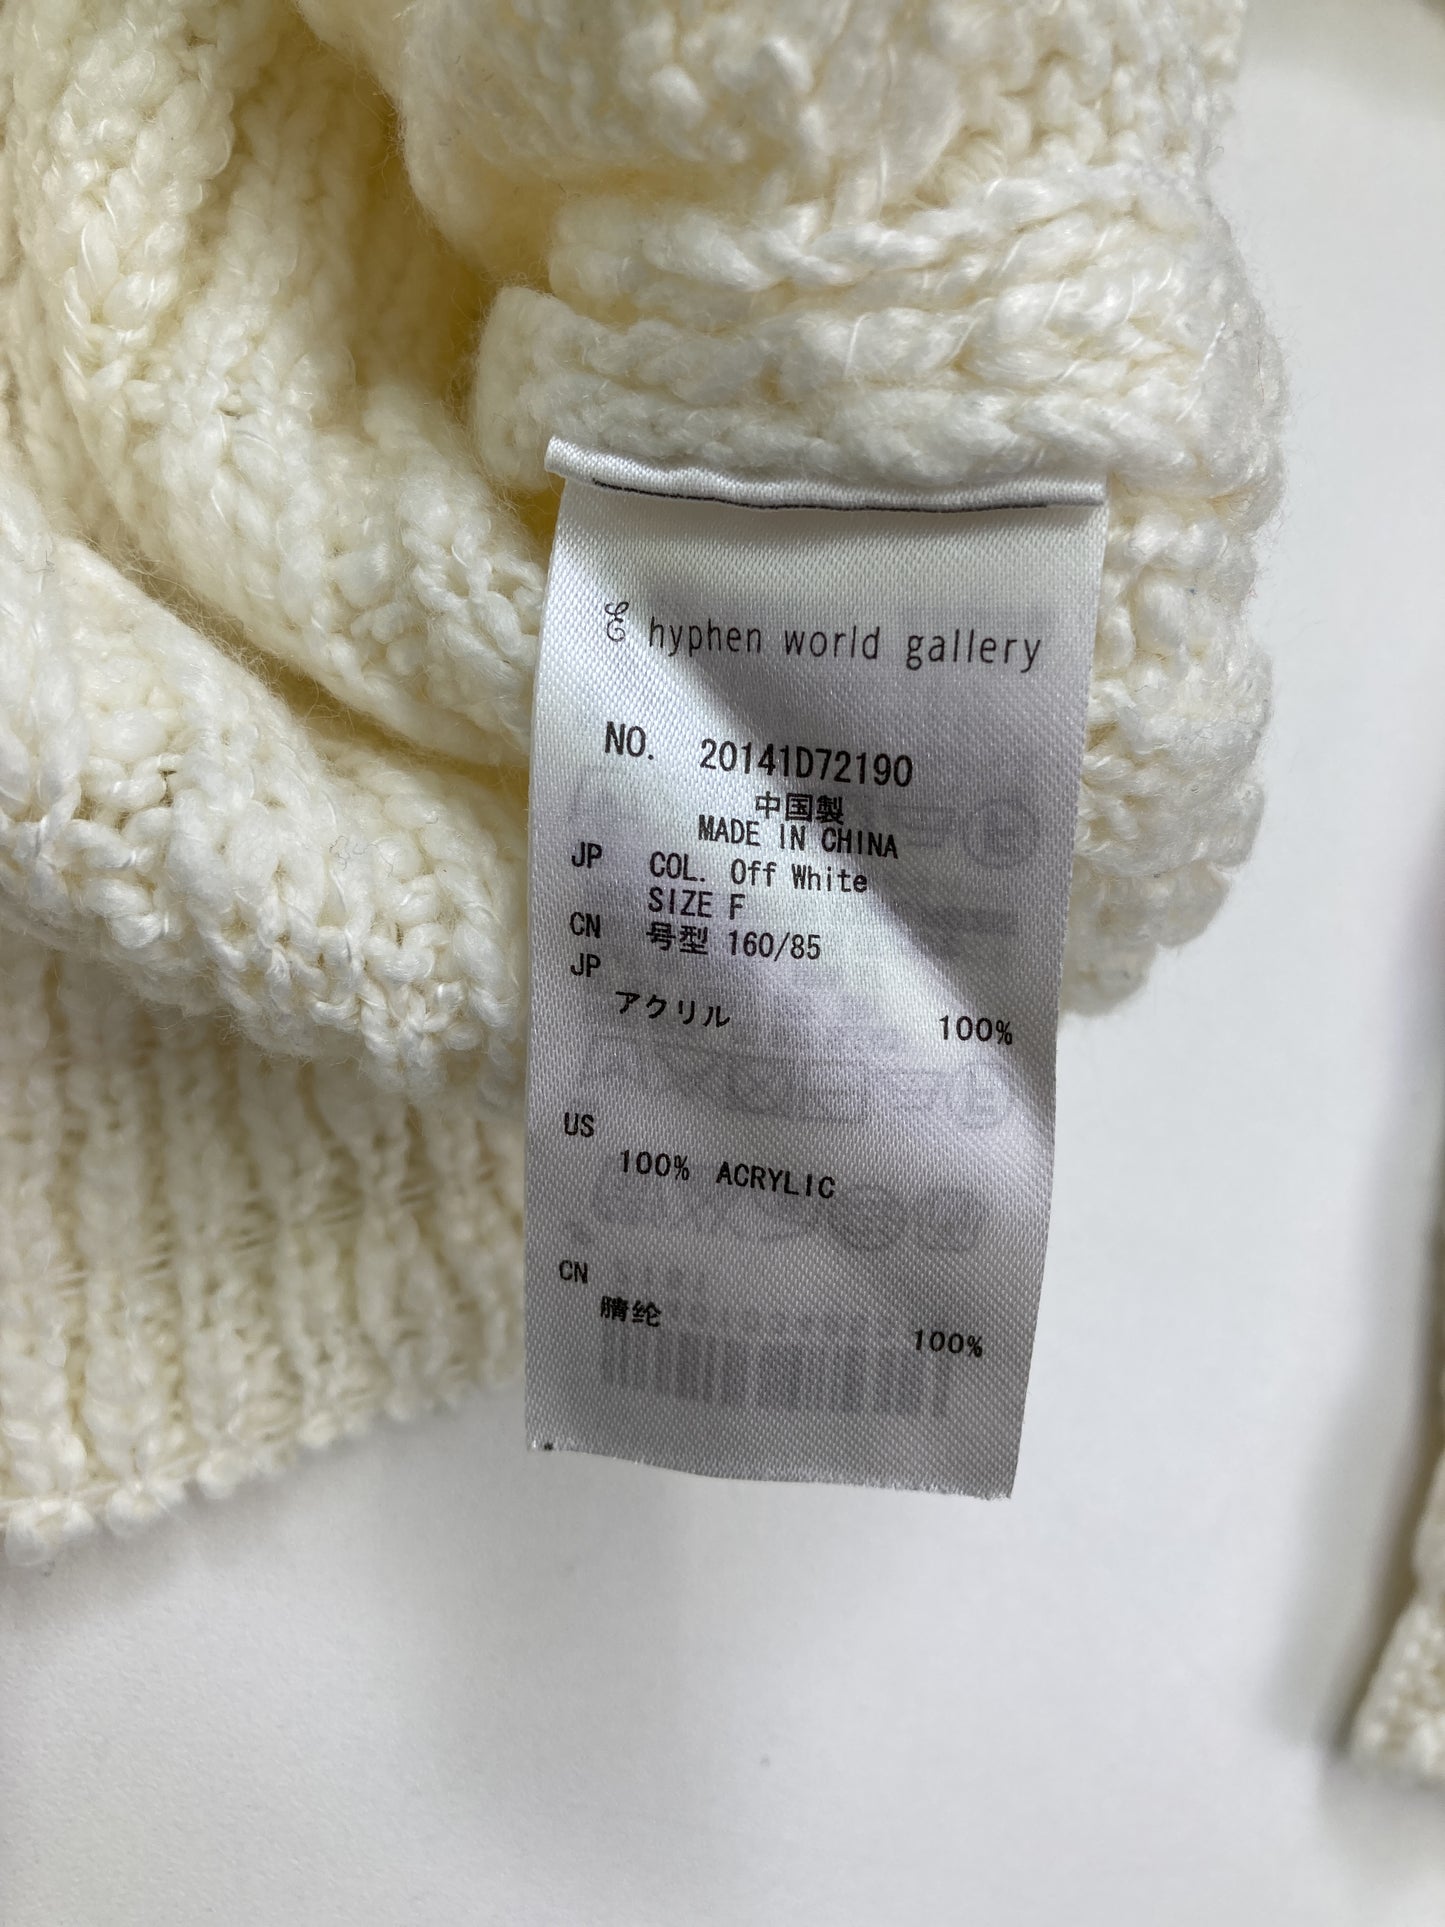 E hyphen world gallery
NO. 20141D72190
中国製
MADE IN CHINA
JP COL. Off White
SIZE F
CN 号型 160/85
JP
アクリル 100%
US
100% ACRYLIC
CN
腈纶 100%